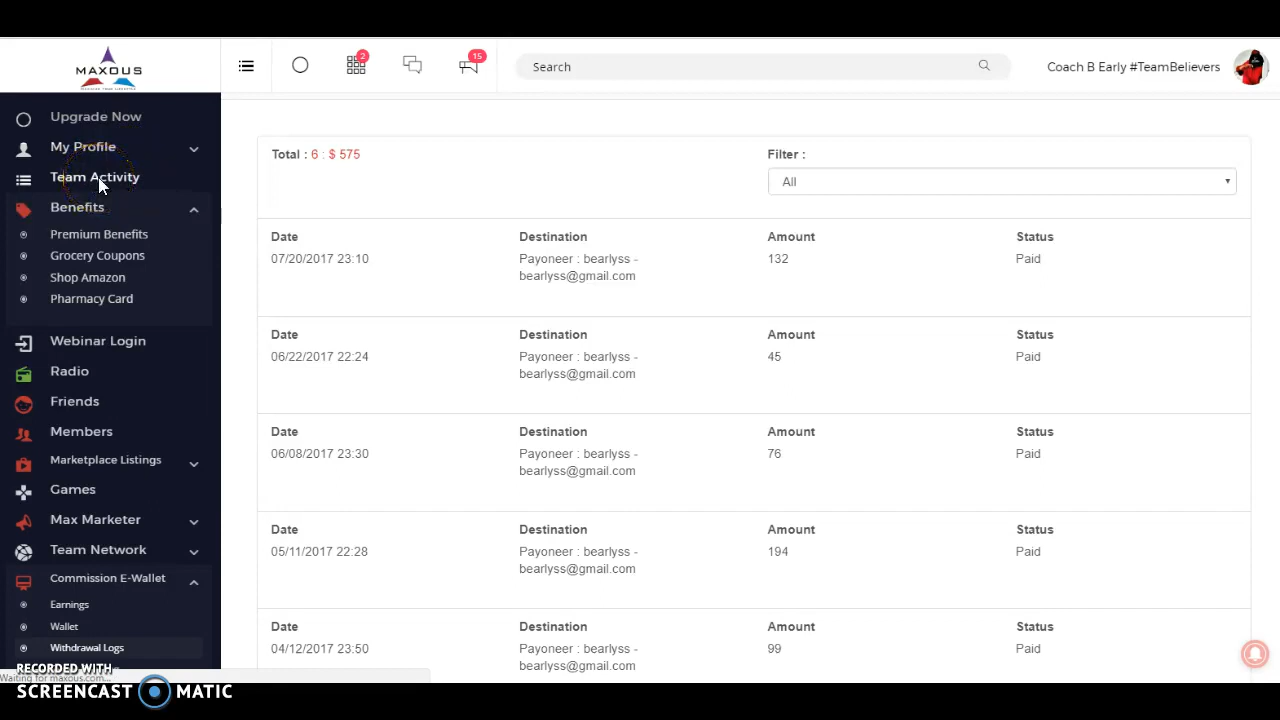 MAXOUS
2
15
Search
Coach B Early #TeamBelievers
Upgrade Now
My Profile
Team Activity
Benefits
Premium Benefits
Grocery Coupons
Shop Amazon
Pharmacy Card
Webinar Login
Radio
Friends
Members
Marketplace Listings
Games
Max Marketer
Team Network
Commission E-Wallet
Earnings
Wallet
Withdrawal Logs
Total : 6 : $ 575
Filter :
All
Date Destination Amount Status
07/20/2017 23:10 Payoneer : bearlyss - 132 Paid
bearlyss@gmail.com
Date Destination Amount Status
06/22/2017 22:24 Payoneer : bearlyss - 45 Paid
bearlyss@gmail.com
Date Destination Amount Status
06/08/2017 23:30 Payoneer : bearlyss - 76 Paid
bearlyss@gmail.com
Date Destination Amount Status
05/11/2017 22:28 Payoneer : bearlyss - 194 Paid
bearlyss@gmail.com
Date Destination Amount Status
04/12/2017 23:50 Payoneer : bearlyss - 99 Paid
bearlyss@gmail.com
Waiting for maxous.com...
RECORDED WITH
SCREENCAST MATIC